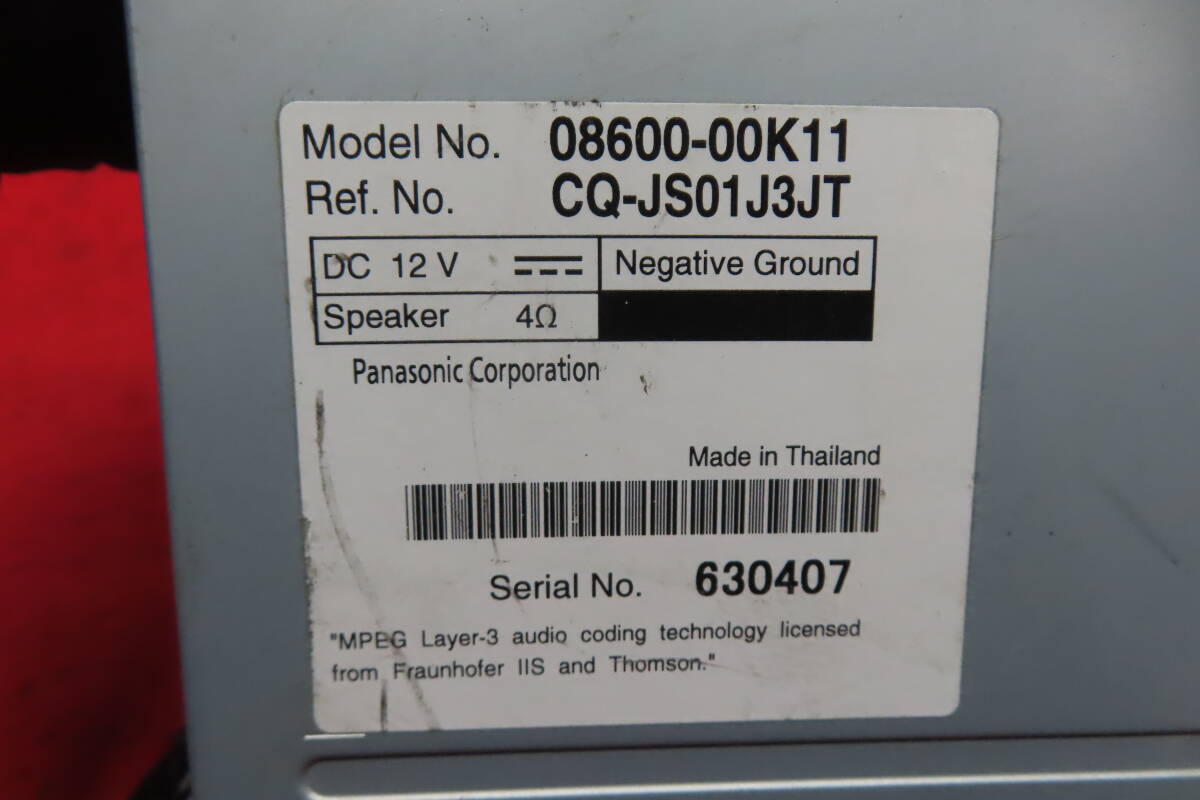 Model No. 08600-00K11
Ref. No. CQ-JS01J3JT
DC 12 V Negative Ground
Speaker 4Ω
Panasonic Corporation
Made in Thailand
Serial No. 630407
"MPEG Layer-3 audio coding technology licensed
from Fraunhofer IIS and Thomson."